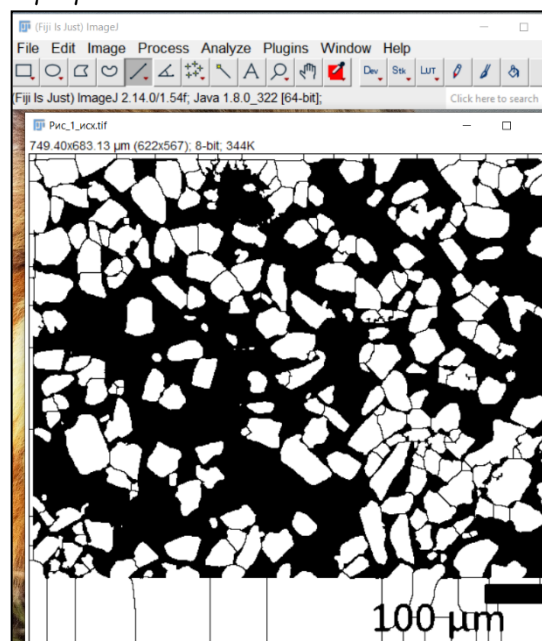 (Fiji Is Just) ImageJ
File Edit Image Process Analyze Plugins Window Help
Dev Stk LUT
(Fiji Is Just) ImageJ 2.14.0/1.54f; Java 1.8.0_322 [64-bit]; Click here to search
Рис_1_исх.tif
749.40x683.13 µm (622x567); 8-bit; 344K
100 µm